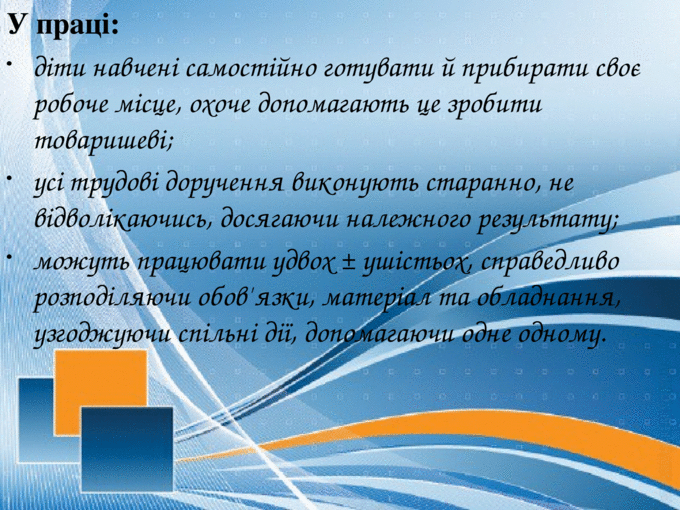 У праці:
• діти навчені самостійно готувати й прибирати своє
робоче місце, охоче допомагають це зробити
товаришеві;
• усі трудові доручення виконують старанно, не
відволікаючись, досягаючи належного результату;
• можуть працювати удвох ± ушістьох, справедливо
розподіляючи обов'язки, матеріал та обладнання,
узгоджуючи спільні дії, допомагаючи одне одному.